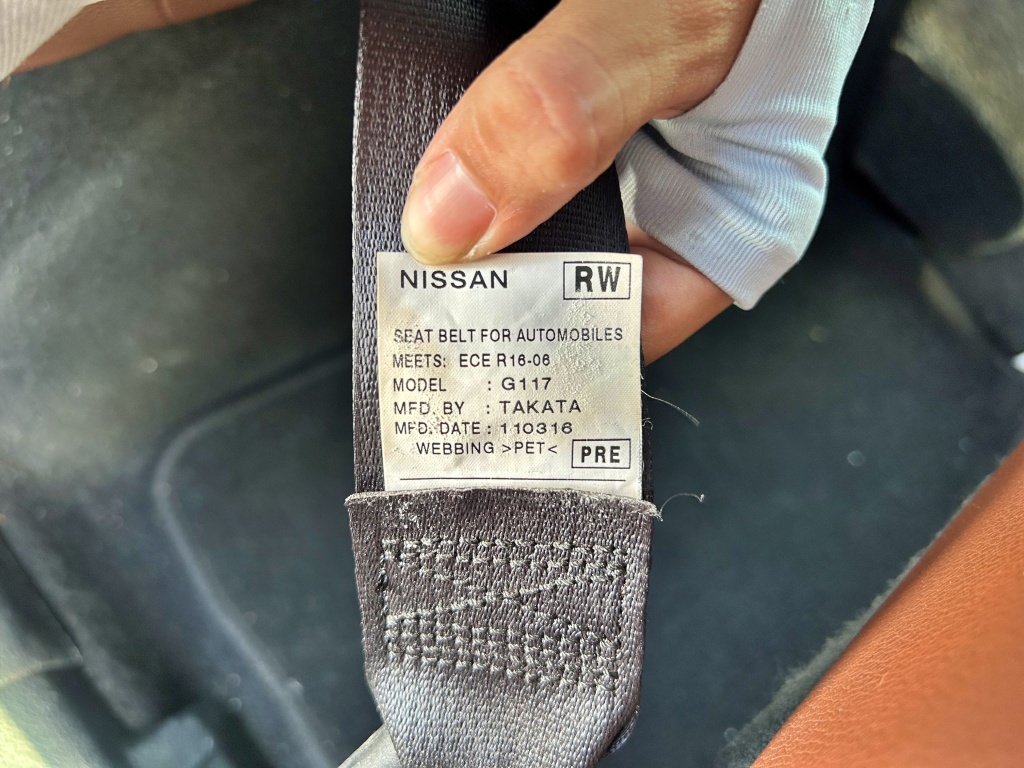 NISSAN RW
SEAT BELT FOR AUTOMOBILES
MEETS: ECE R16-06
MODEL : G117
MFD. BY : TAKATA
MFD. DATE : 110316
WEBBING >PET< PRE